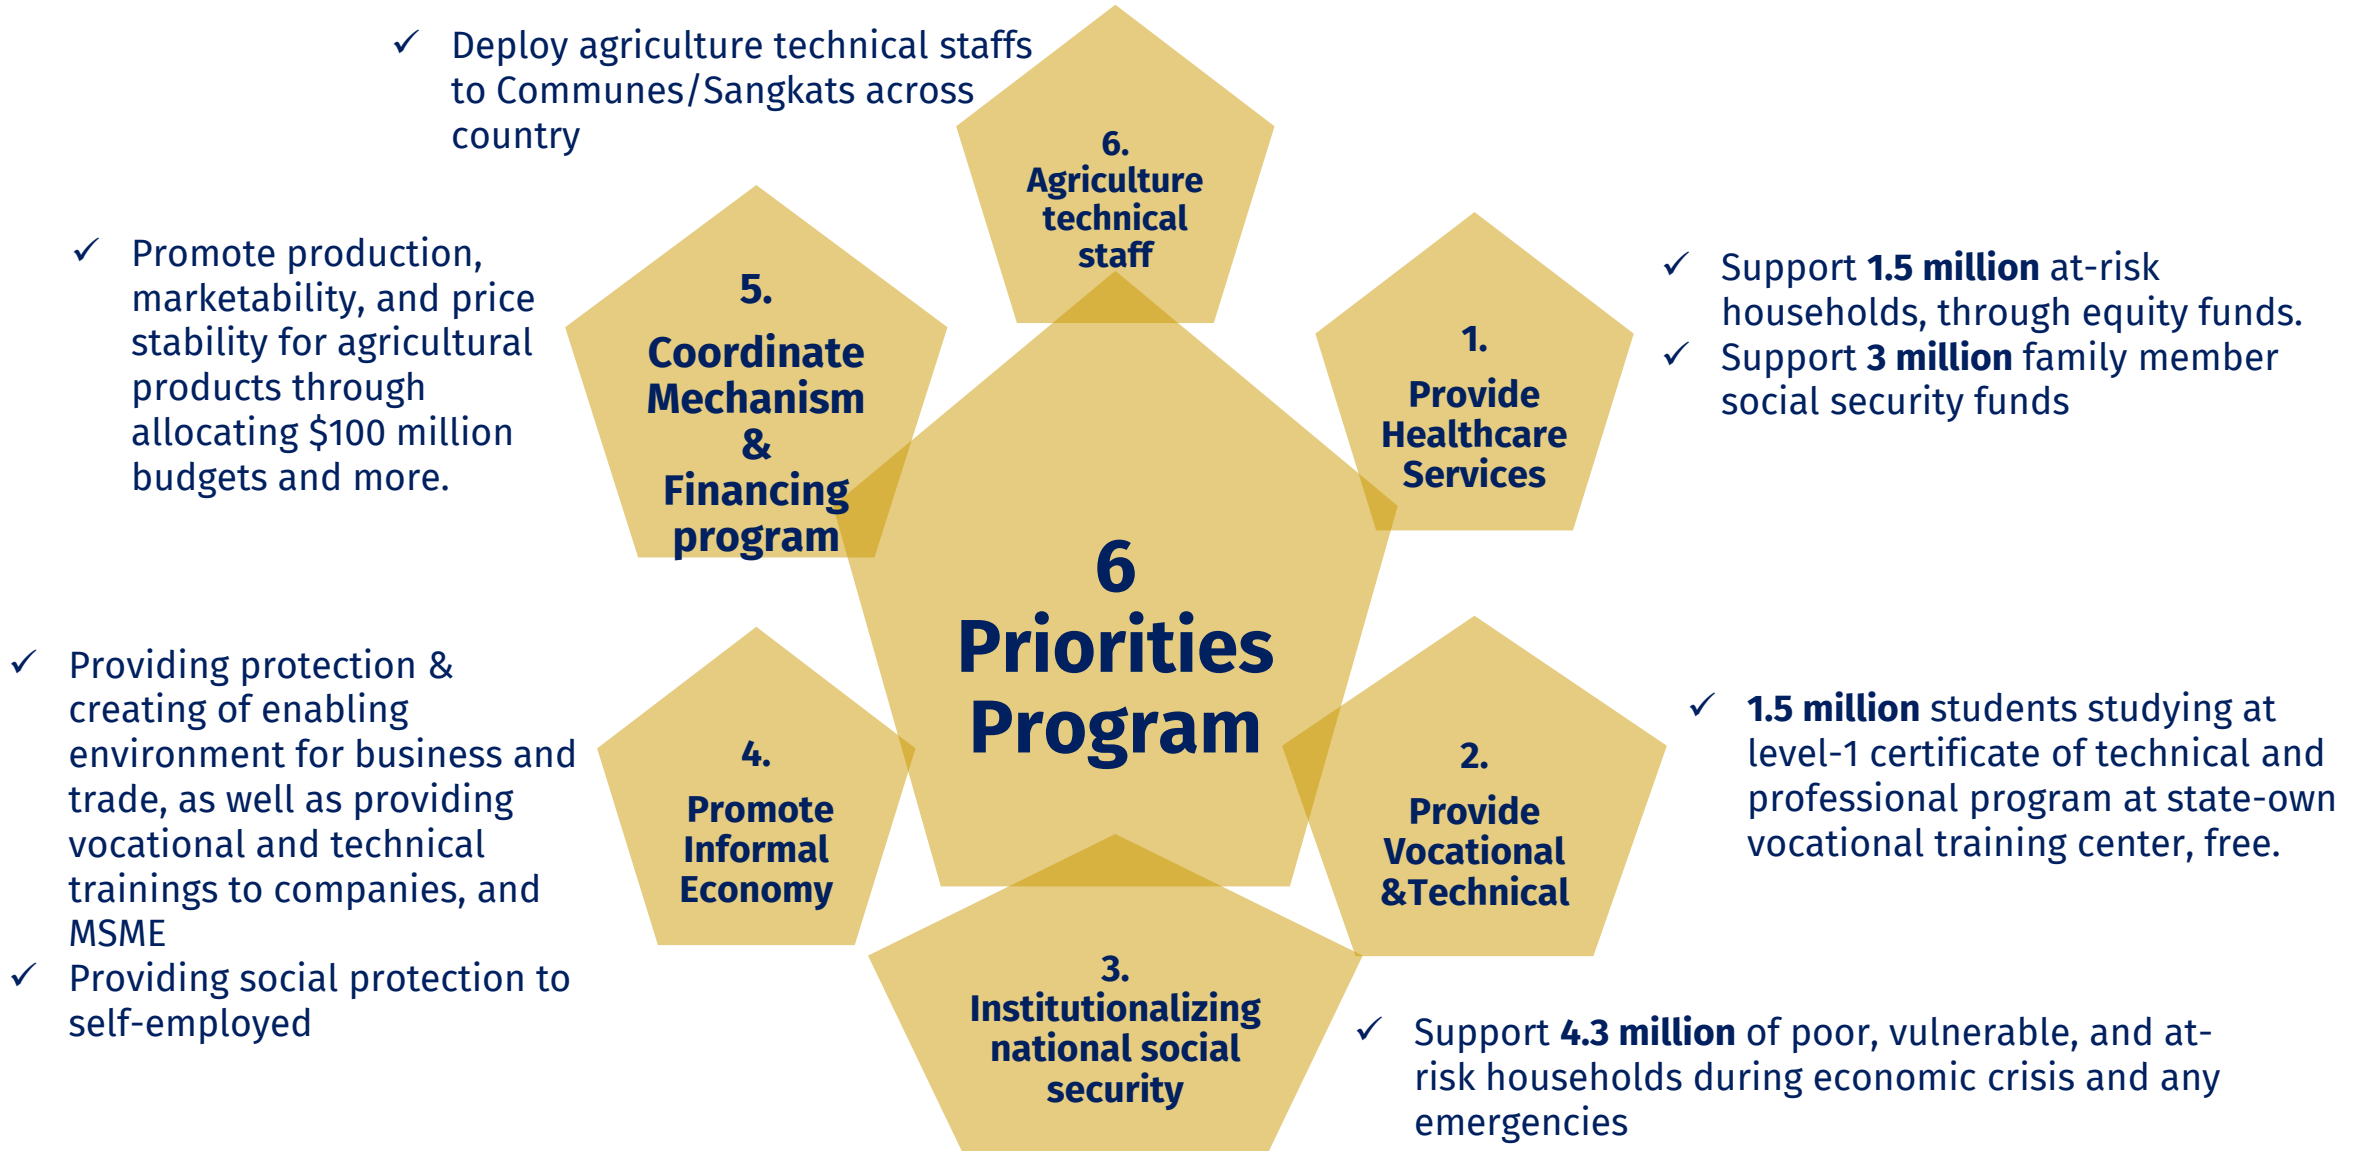 ✓ Deploy agriculture technical staffs
to Communes/Sangkats across
country
6.
Agriculture
technical
staff
✓ Promote production,
marketability, and price
stability for agricultural
products through
allocating $100 million
budgets and more.
5.
Coordinate
Mechanism
&
Financing
program
1.
Provide
Healthcare
Services
✓ Support 1.5 million at-risk
households, through equity funds.
✓ Support 3 million family member
social security funds
6
Priorities
Program
✓ Providing protection &
creating of enabling
environment for business and
trade, as well as providing
vocational and technical
trainings to companies, and
MSME
✓ Providing social protection to
self-employed
4.
Promote
Informal
Economy
2.
Provide
Vocational
&Technical
✓ 1.5 million students studying at
level-1 certificate of technical and
professional program at state-own
vocational training center, free.
3.
Institutionalizing
national social
security
✓ Support 4.3 million of poor, vulnerable, and at-
risk households during economic crisis and any
emergencies